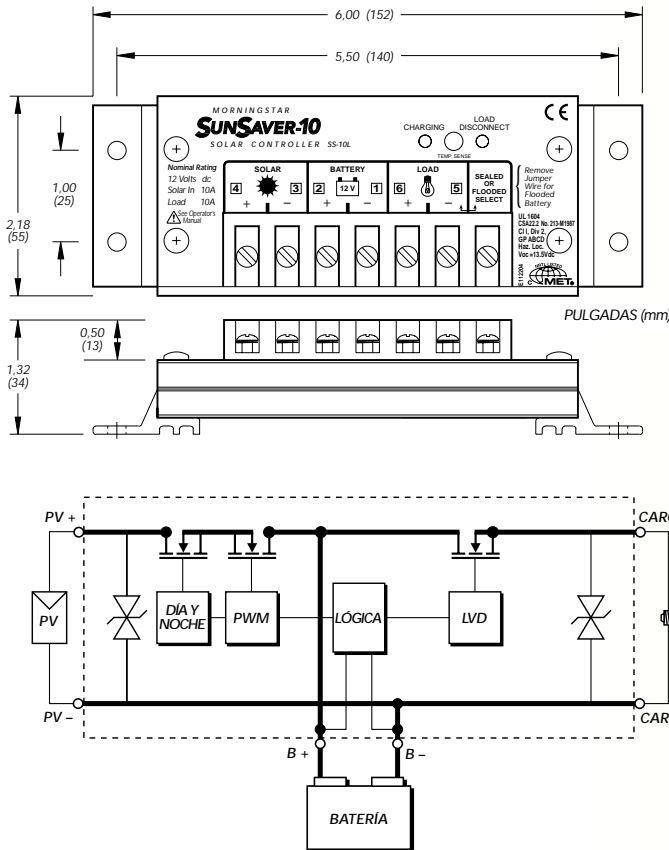 6,00 (152)
5,50 (140)
1,00
(25)
2,18
(55)
MORNINGSTAR
SUNSAVER-10
SOLAR CONTROLLER SS-10L
CHARGING
LOAD
DISCONNECT
TEMP. SENSE
CE
Nominal Rating
12 Volts dc
Solar In 10A
Load 10A
See Operator's
Manual
SOLAR
4 3
+ −
BATTERY
2 12 V 1
+ −
LOAD
6 5
+ −
SEALED
OR
FLOODED
SELECT
Remove
Jumper
Wire for
Flooded
Battery
UL 1604
CSA22.2 No. 213-M1987
Cl I, Div 2,
GP ABCD
Haz. Loc.
Voc=13.5Vdc
E112204
MET
PULGADAS (mm)
0,50
(13)
1,32
(34)
PV +
CAR
PV
DÍA Y
NOCHE
PWM
LÓGICA
LVD
PV −
CAR
B +
B −
BATERÍA